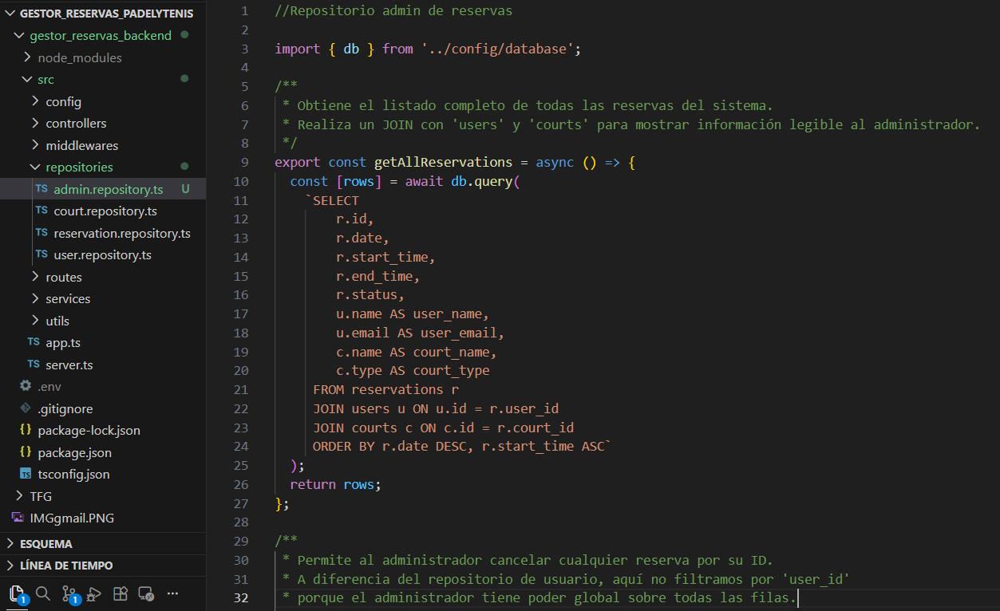 GESTOR_RESERVAS_PADELYTENIS
gestor_reservas_backend
node_modules
src
config
controllers
middlewares
repositories
TS admin.repository.ts U
TS court.repository.ts
TS reservation.repository.ts
TS user.repository.ts
routes
services
utils
TS app.ts
TS server.ts
.env
.gitignore
{} package-lock.json
{} package.json
TS tsconfig.json
TFG
IMGgmail.PNG
ESQUEMA
LÍNEA DE TIEMPO
1
1
1 //Repositorio admin de reservas
2
3 import { db } from '../config/database';
4
5 /**
6 * Obtiene el listado completo de todas las reservas del sistema.
7 * Realiza un JOIN con 'users' y 'courts' para mostrar información legible al administrador.
8 */
9 export const getAllReservations = async () => {
10 const [rows] = await db.query(
11 `SELECT
12 r.id,
13 r.date,
14 r.start_time,
15 r.end_time,
16 r.status,
17 u.name AS user_name,
18 u.email AS user_email,
19 c.name AS court_name,
20 c.type AS court_type
21 FROM reservations r
22 JOIN users u ON u.id = r.user_id
23 JOIN courts c ON c.id = r.court_id
24 ORDER BY r.date DESC, r.start_time ASC`
25 );
26 return rows;
27 };
28
29 /**
30 * Permite al administrador cancelar cualquier reserva por su ID.
31 * A diferencia del repositorio de usuario, aquí no filtramos por 'user_id'
32 * porque el administrador tiene poder global sobre todas las filas.